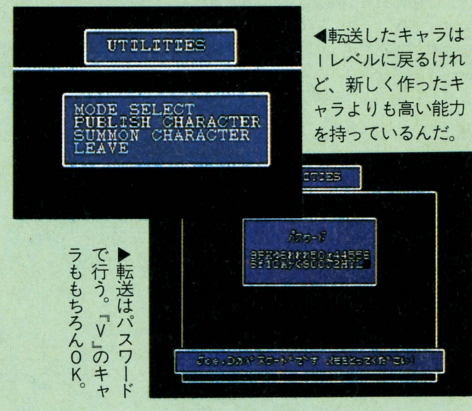 UTILITIES
MODE SELECT
PUBLISH CHARACTER
SUMMON CHARACTER
LEAVE
◀転送したキャラは
1レベルに戻るけれ
ど、新しく作ったキ
ャラよりも高い能力
を持っているんだ。
パスワード
▶転送はパスワード
で行う。『Ⅴ』のキャ
ラももちろんOK。